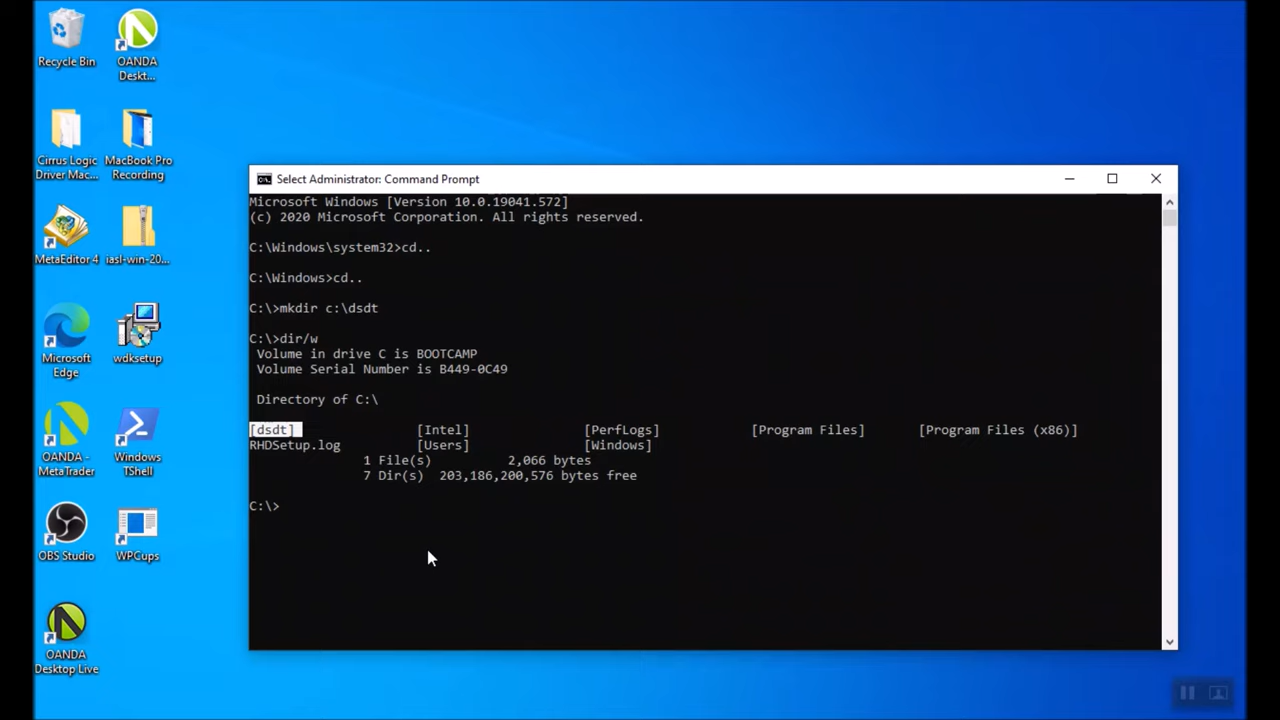 Recycle Bin
OANDA
Deskt...
Cirrus Logic
Driver Mac...
MacBook Pro
Recording
MetaEditor 4
iasl-win-20...
Microsoft
Edge
wdksetup
OANDA -
MetaTrader
Windows
TShell
OBS Studio
WPCups
OANDA
Desktop Live
Select Administrator: Command Prompt
Microsoft Windows [Version 10.0.19041.572]
(c) 2020 Microsoft Corporation. All rights reserved.
C:\Windows\system32>cd..
C:\Windows>cd..
C:\>mkdir c:\dsdt
C:\>dir/w
Volume in drive C is BOOTCAMP
Volume Serial Number is B449-0C49
Directory of C:\
[dsdt] [Intel] [PerfLogs] [Program Files] [Program Files (x86)]
RHDSetup.log [Users] [Windows]
1 File(s) 2,066 bytes
7 Dir(s) 203,186,200,576 bytes free
C:\>